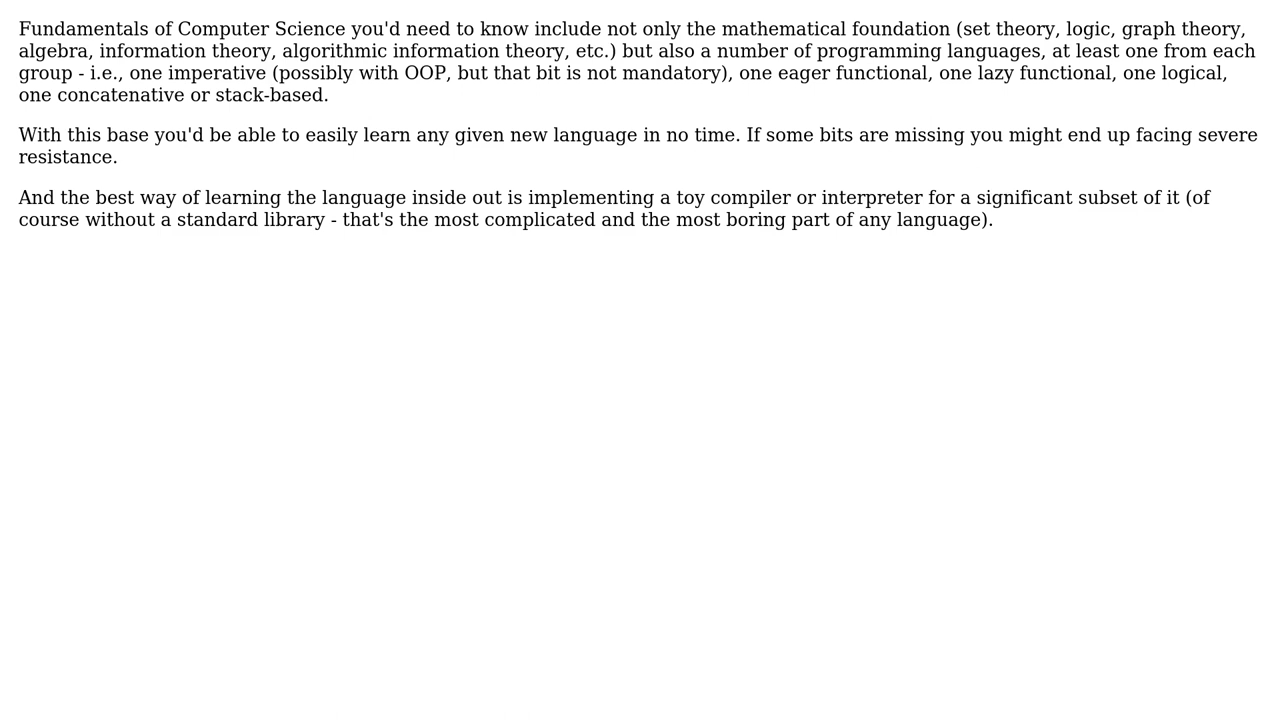 Fundamentals of Computer Science you'd need to know include not only the mathematical foundation (set theory, logic, graph theory,
algebra, information theory, algorithmic information theory, etc.) but also a number of programming languages, at least one from each
group - i.e., one imperative (possibly with OOP, but that bit is not mandatory), one eager functional, one lazy functional, one logical,
one concatenative or stack-based.
With this base you'd be able to easily learn any given new language in no time. If some bits are missing you might end up facing severe
resistance.
And the best way of learning the language inside out is implementing a toy compiler or interpreter for a significant subset of it (of
course without a standard library - that's the most complicated and the most boring part of any language).